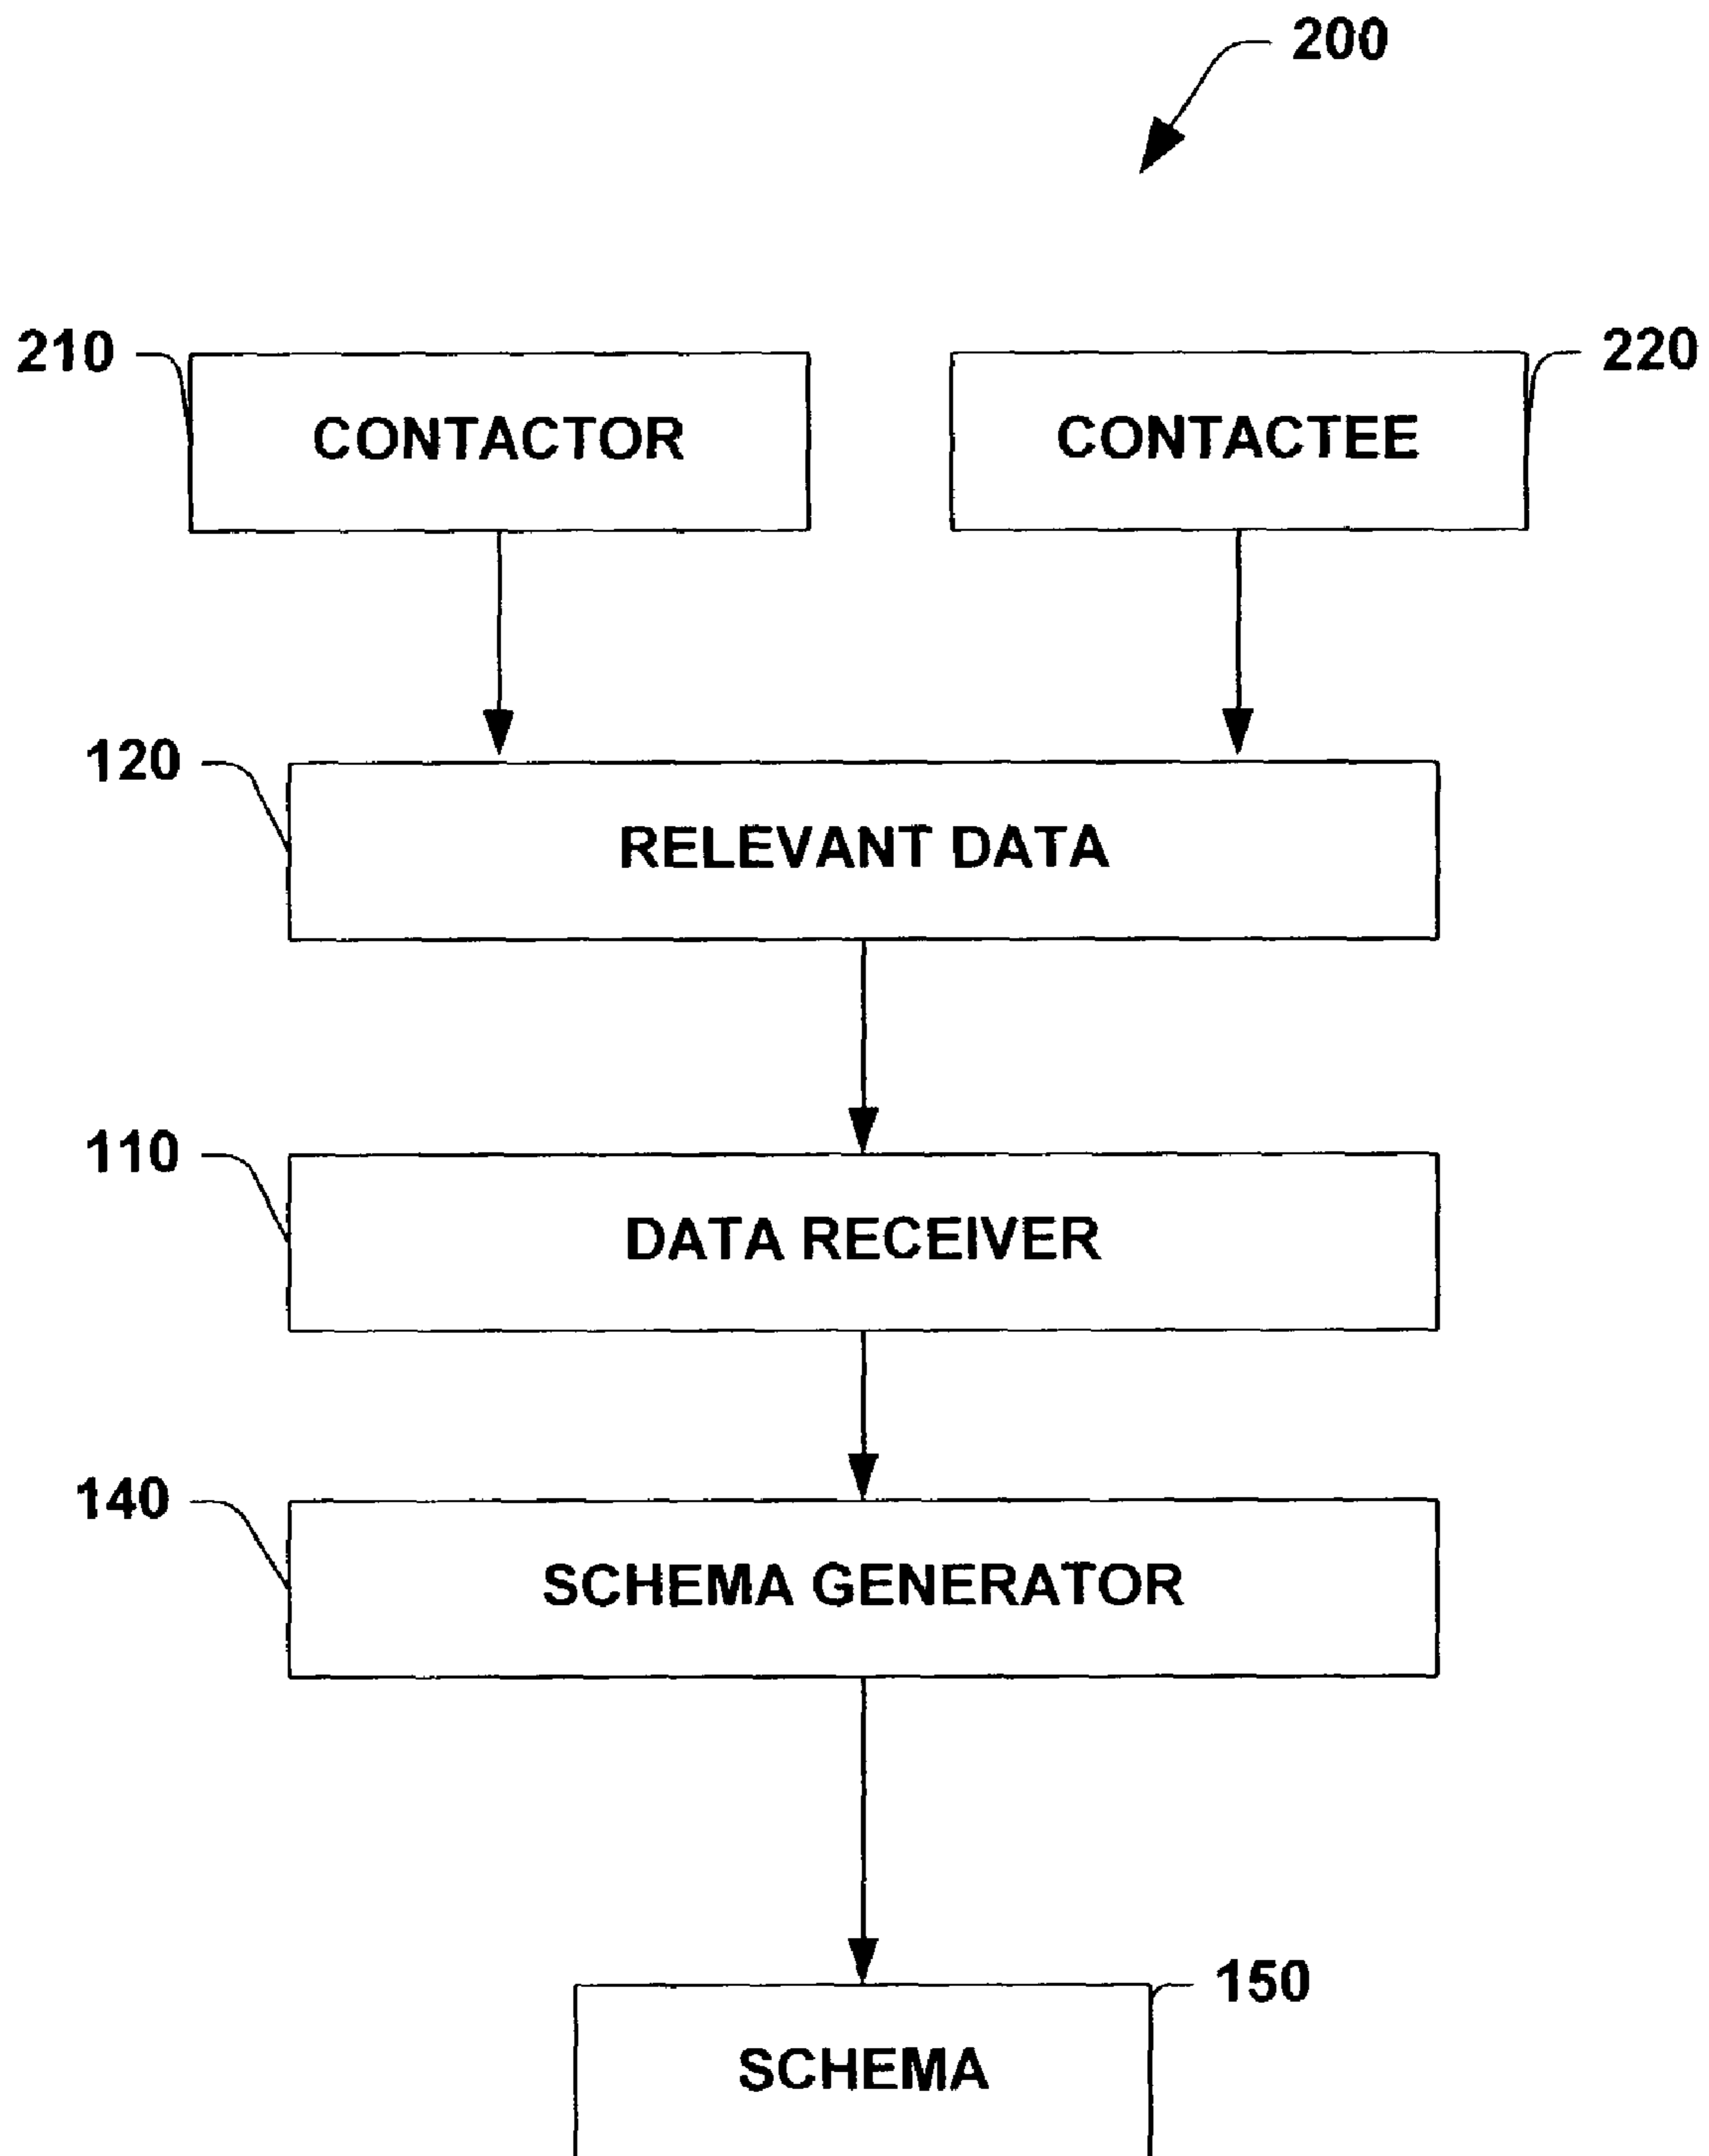 200
210
CONTACTOR
CONTACTEE
220
120
RELEVANT DATA
110
DATA RECEIVER
140
SCHEMA GENERATOR
150
SCHEMA